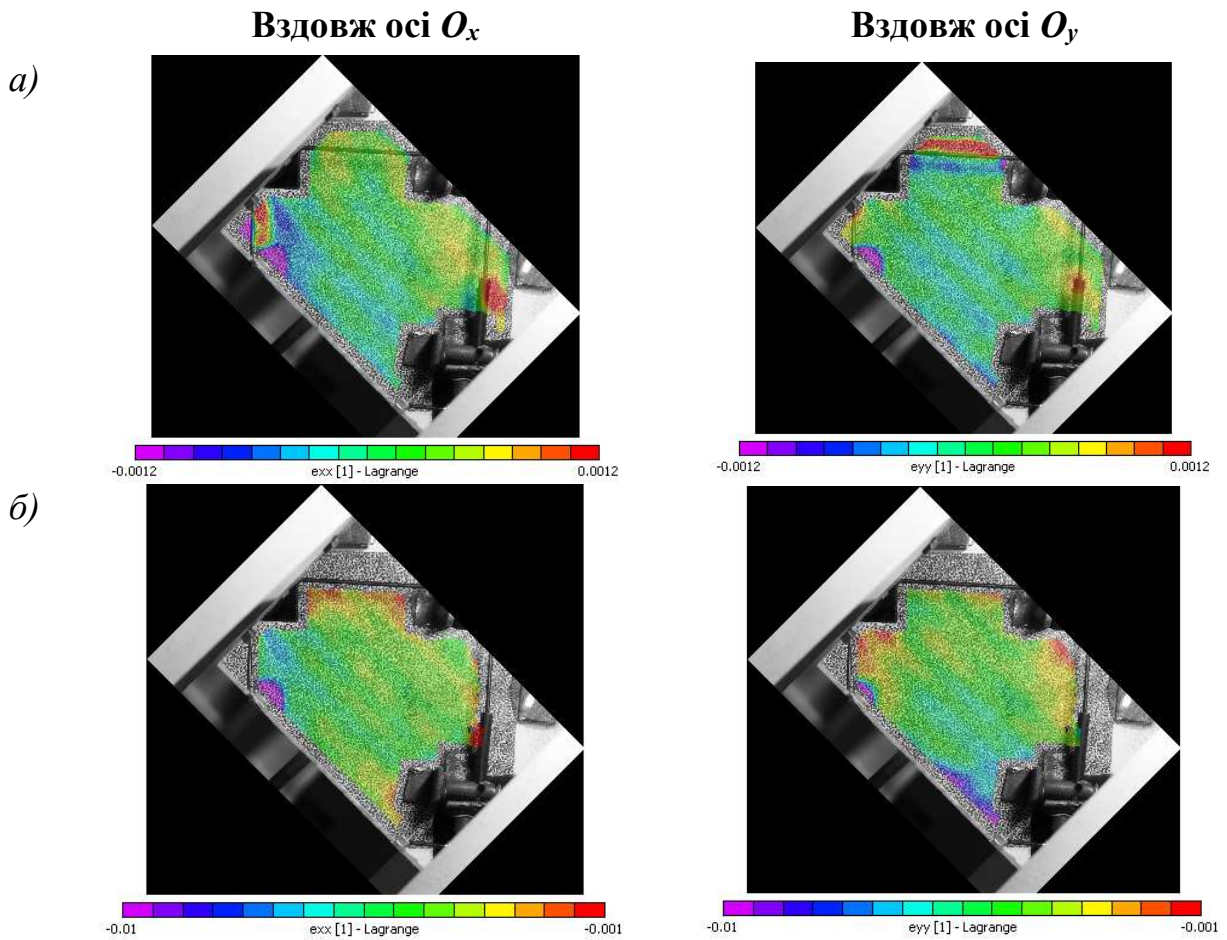 Вздовж осі Oₓ Вздовж осі Oᵧ
а)
-0.0012 exx [1] - Lagrange 0.0012 -0.0012 eyy [1] - Lagrange 0.0012
б)
-0.01 exx [1] - Lagrange -0.001 -0.01 eyy [1] - Lagrange -0.001